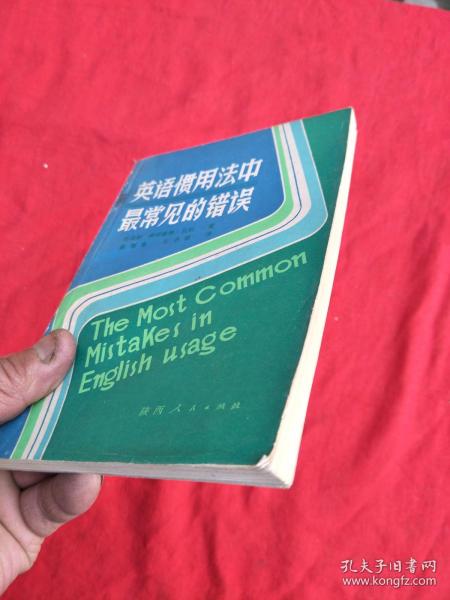 英语惯用法中
最常见的错误
The Most Common
Mistakes in
English usage
陕西人民出版社
孔夫子旧书网
www.kongfz.com